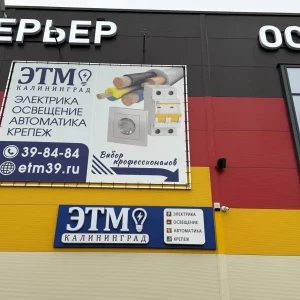 ЕРЬЕР
ОС
ЭТМ
КАЛИНИНГРАД
ЭЛЕКТРИКА
ОСВЕЩЕНИЕ
АВТОМАТИКА
КРЕПЕЖ
39-84-84
etm39.ru
Выбор
профессионалов
ЭТМ
КАЛИНИНГРАД
ЭЛЕКТРИКА
ОСВЕЩЕНИЕ
АВТОМАТИКА
КРЕПЕЖ